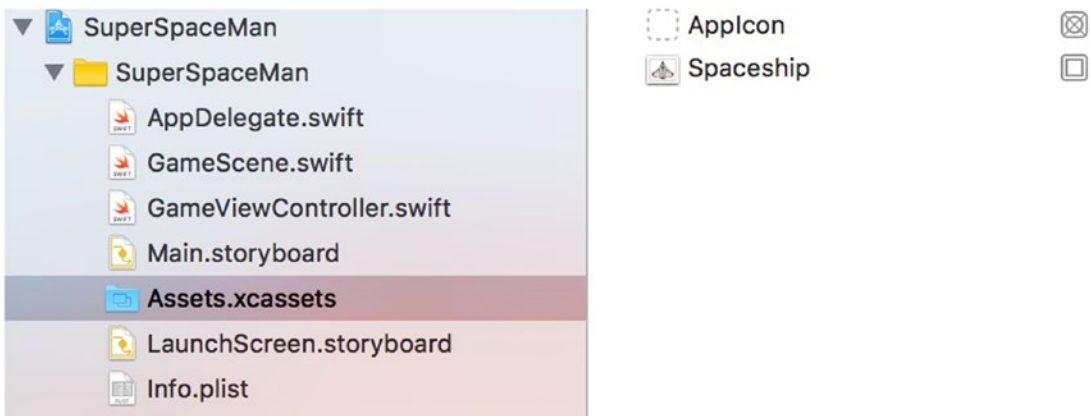 SuperSpaceMan
SuperSpaceMan
AppDelegate.swift
GameScene.swift
GameViewController.swift
Main.storyboard
Assets.xcassets
LaunchScreen.storyboard
Info.plist
AppIcon
Spaceship